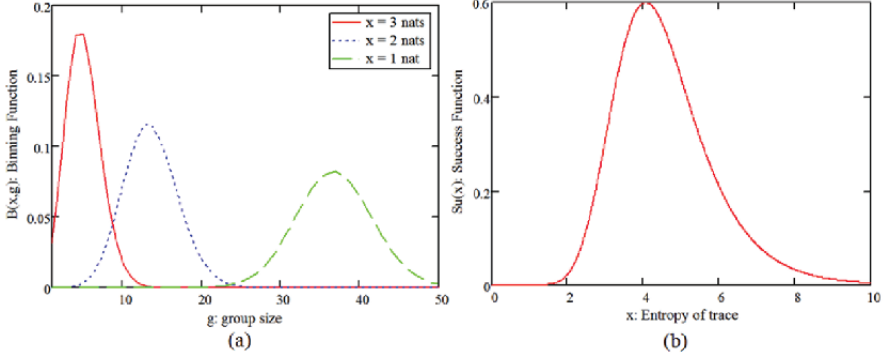 0.2
0.15
0.1
0.05
0
B(x,g): Binning Function
x = 3 nats
x = 2 nats
x = 1 nat
10 20 30 40 50
g: group size
(a)
0.6
0.4
0.2
0
Su(x): Success Function
0 2 4 6 8 10
x: Entropy of trace
(b)